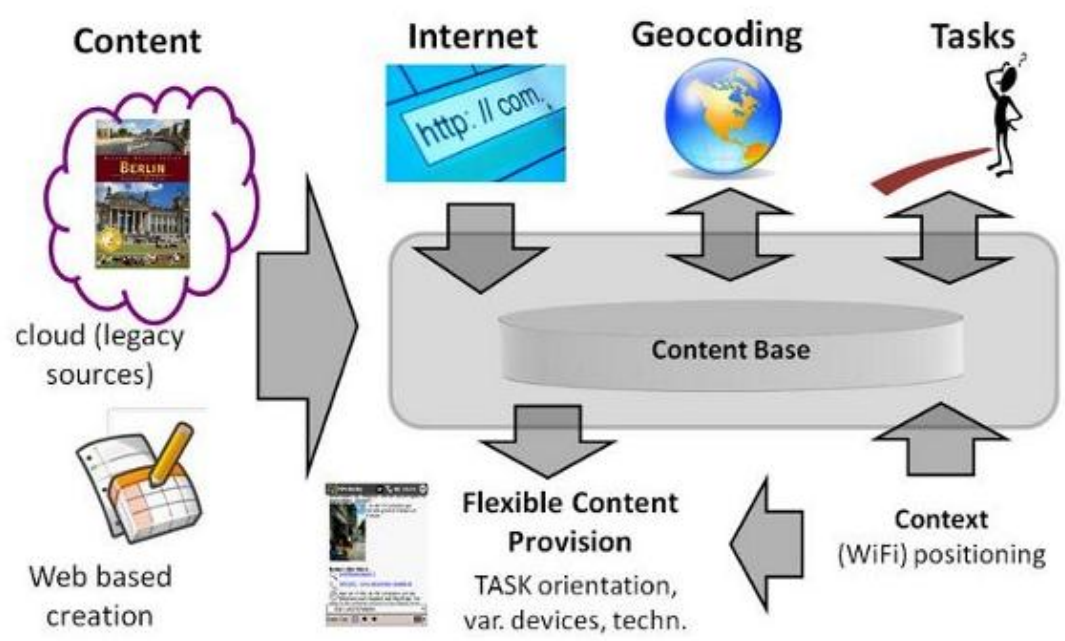 Content
Internet
Geocoding
Tasks
http: // com.
BERLIN
?
cloud (legacy
sources)
Content Base
Web based
creation
Flexible Content
Provision
TASK orientation,
var. devices, techn.
Context
(WiFi) positioning